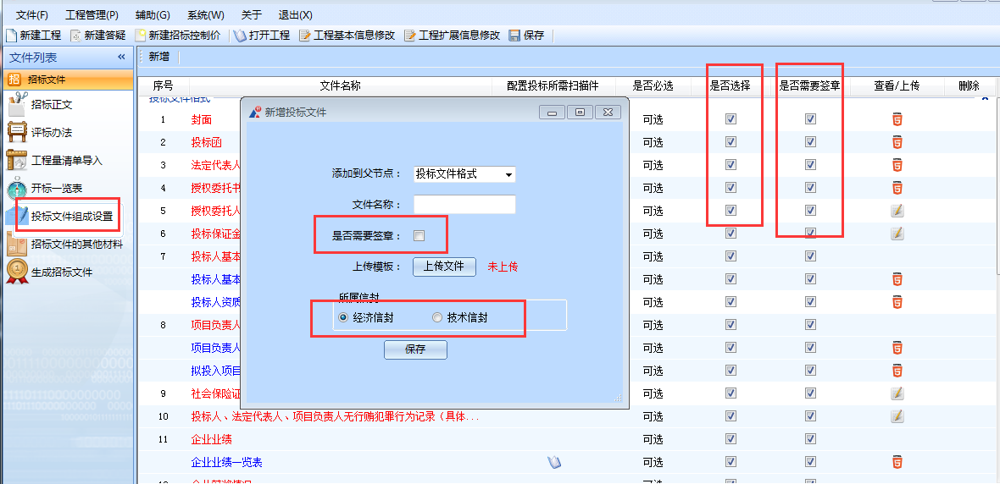 文件(F) 工程管理(P) 辅助(G) 系统(W) 关于 退出(X)
新建工程 新建答疑 新建招标控制价 打开工程 工程基本信息修改 工程扩展信息修改 保存
文件列表 «
新增
招 招标文件
招标正文
评标办法
工程量清单导入
开标一览表
投标文件组成设置
招标文件的其他材料
生成招标文件
序号 文件名称 配置投标所需扫描件 是否必选 是否选择 是否需要签章 查看/上传 删除
投标文件格式
1 封面 可选
2 投标函 可选
3 法定代表人 可选
4 授权委托书 可选
5 授权委托人 可选
6 投标保证金 可选
7 投标人基本 可选
投标人基本 可选
投标人资质 可选
8 项目负责人 可选
项目负责人 可选
拟投入项目 可选
9 社会保险证 可选
10 投标人、法定代表人、项目负责人无行贿犯罪行为记录（具体... 可选
11 企业业绩 可选
企业业绩一览表 可选
新增投标文件
添加到父节点： 投标文件格式
文件名称：
是否需要签章：
上传模板： 上传文件 未上传
所属信封
经济信封 技术信封
保存